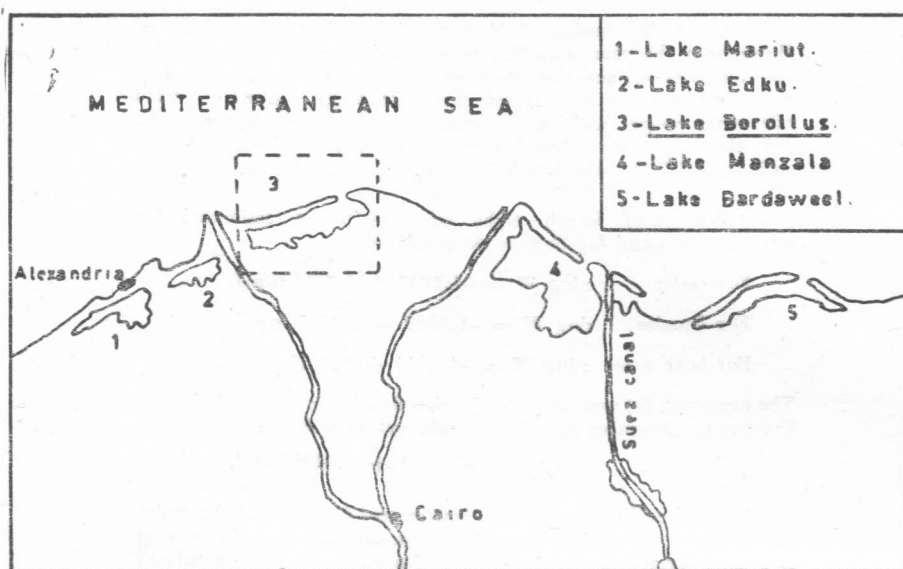 1-Lake Mariut.
2-Lake Edku.
3-Lake Borollus.
4-Lake Manzala
5-Lake Bardaweel.
MEDITERRANEAN SEA
3
Alexandria
2
1
4
5
Suez canal
Cairo